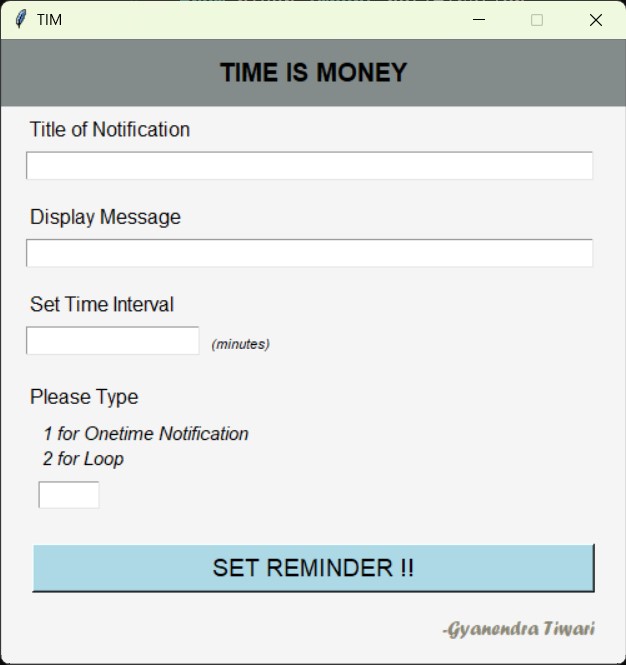 TIM
TIME IS MONEY
Title of Notification
Display Message
Set Time Interval
(minutes)
Please Type
1 for Onetime Notification
2 for Loop
SET REMINDER !!
-Gyanendra Tiwari